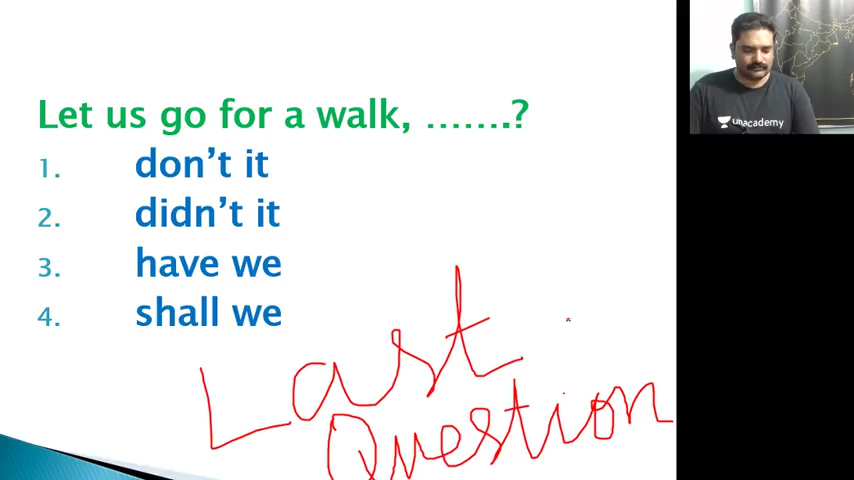 Let us go for a walk, …….?
1. don’t it
2. didn’t it
3. have we
4. shall we
Last
Question
unacademy